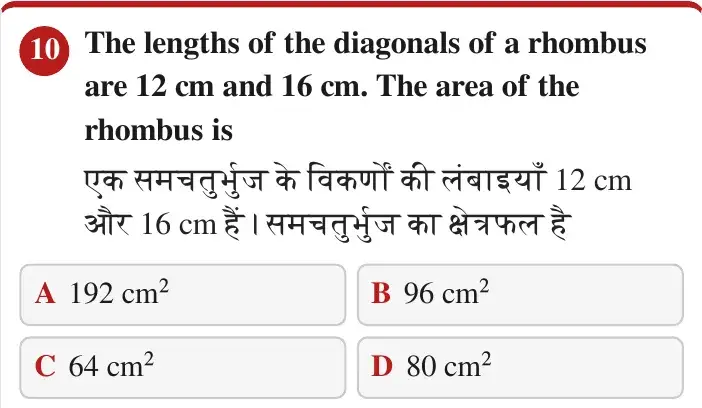 10 The lengths of the diagonals of a rhombus
are 12 cm and 16 cm. The area of the
rhombus is
एक समचतुर्भुज के विकर्णों की लंबाइयाँ 12 cm
और 16 cm हैं। समचतुर्भुज का क्षेत्रफल है
A 192 cm² B 96 cm²
C 64 cm² D 80 cm²